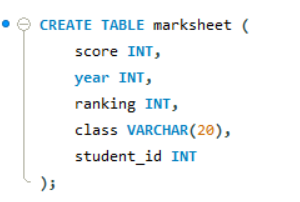 CREATE TABLE marksheet (
score INT,
year INT,
ranking INT,
class VARCHAR(20),
student_id INT
);